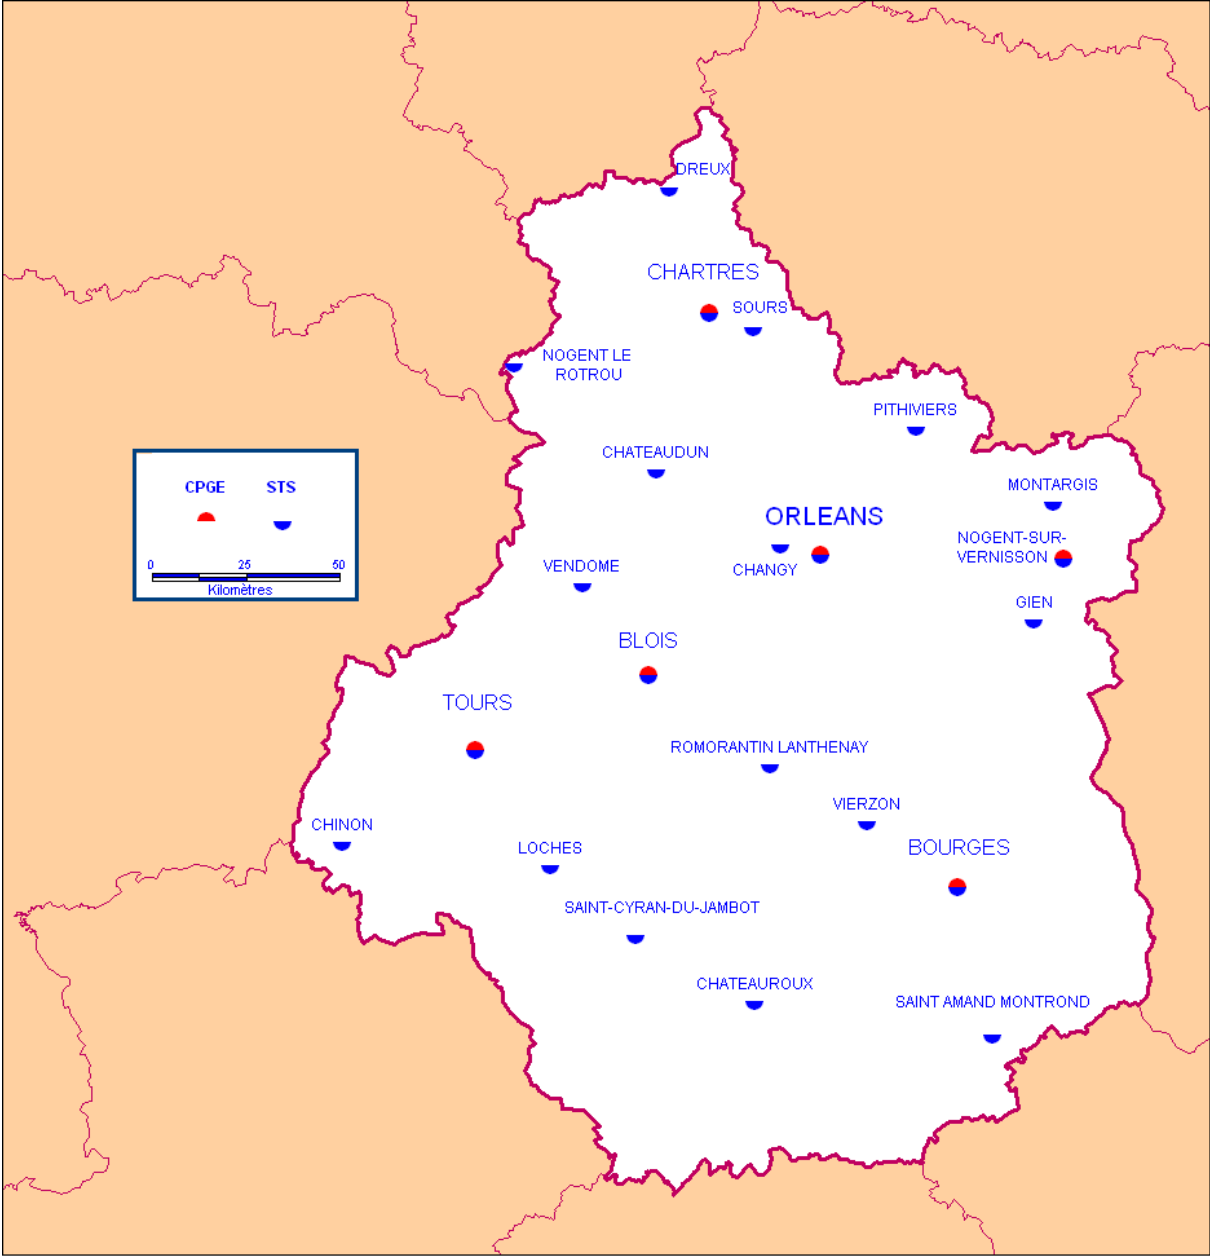 DREUX
CHARTRES
SOURS
NOGENT LE
ROTROU
PITHIVIERS
CHATEAUDUN
MONTARGIS
CPGE STS
ORLEANS
NOGENT-SUR-
VERNISSON
CHANGY
VENDOME
0 25 50
Kilomètres
GIEN
BLOIS
TOURS
ROMORANTIN LANTHENAY
VIERZON
CHINON
LOCHES
BOURGES
SAINT-CYRAN-DU-JAMBOT
CHATEAUROUX
SAINT AMAND MONTROND